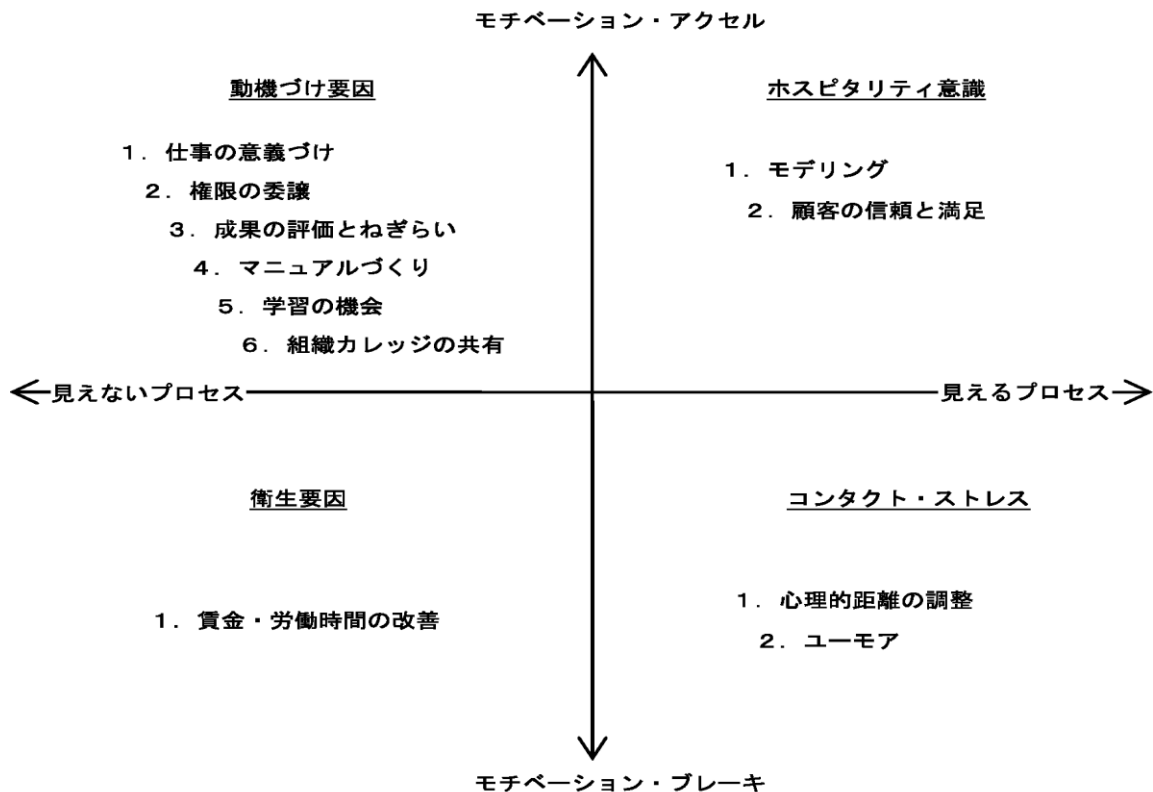 モチベーション・アクセル
動機づけ要因
1. 仕事の意義づけ
2. 権限の委譲
3. 成果の評価とねぎらい
4. マニュアルづくり
5. 学習の機会
6. 組織カレッジの共有
ホスピタリティ意識
1. モデリング
2. 顧客の信頼と満足
見えないプロセス
見えるプロセス
衛生要因
1. 賃金・労働時間の改善
コンタクト・ストレス
1. 心理的距離の調整
2. ユーモア
モチベーション・ブレーキ